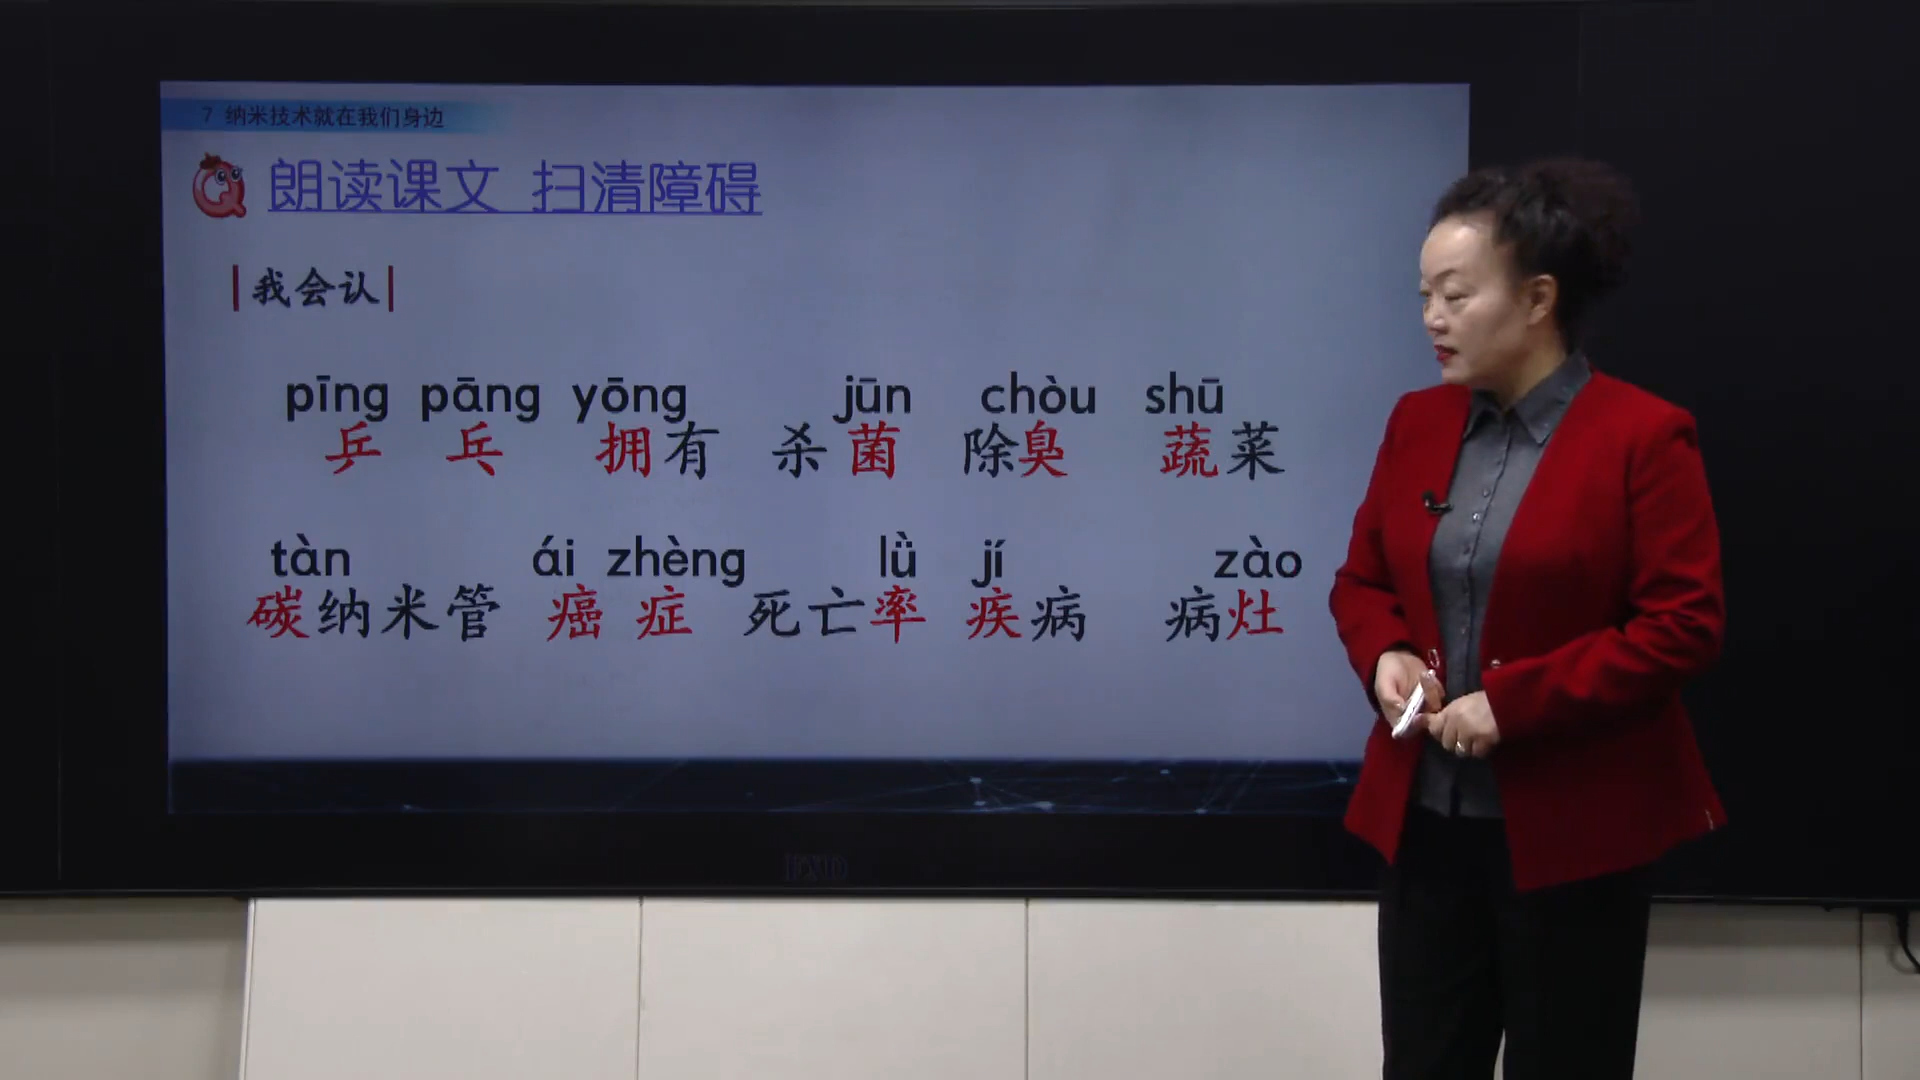 7 纳米技术就在我们身边
朗读课文 扫清障碍
我会认
pīng pāng yōng jūn chòu shū
乒 乓 拥有 杀菌 除臭 蔬菜
tàn ái zhèng lǜ jí zào
碳纳米管 癌症 死亡率 疾病 病灶